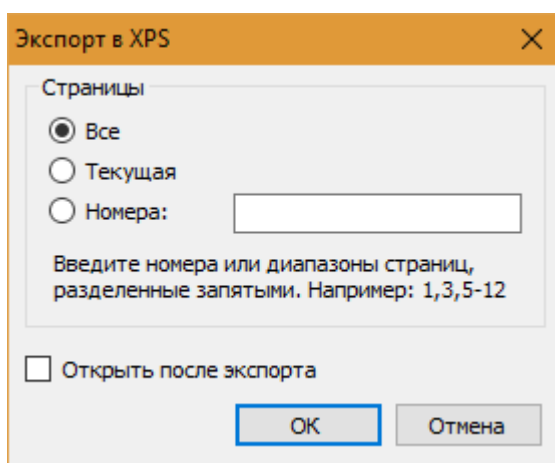 Экспорт в XPS
Страницы
Все
Текущая
Номера:
Введите номера или диапазоны страниц,
разделенные запятыми. Например: 1,3,5-12
Открыть после экспорта
ОК
Отмена